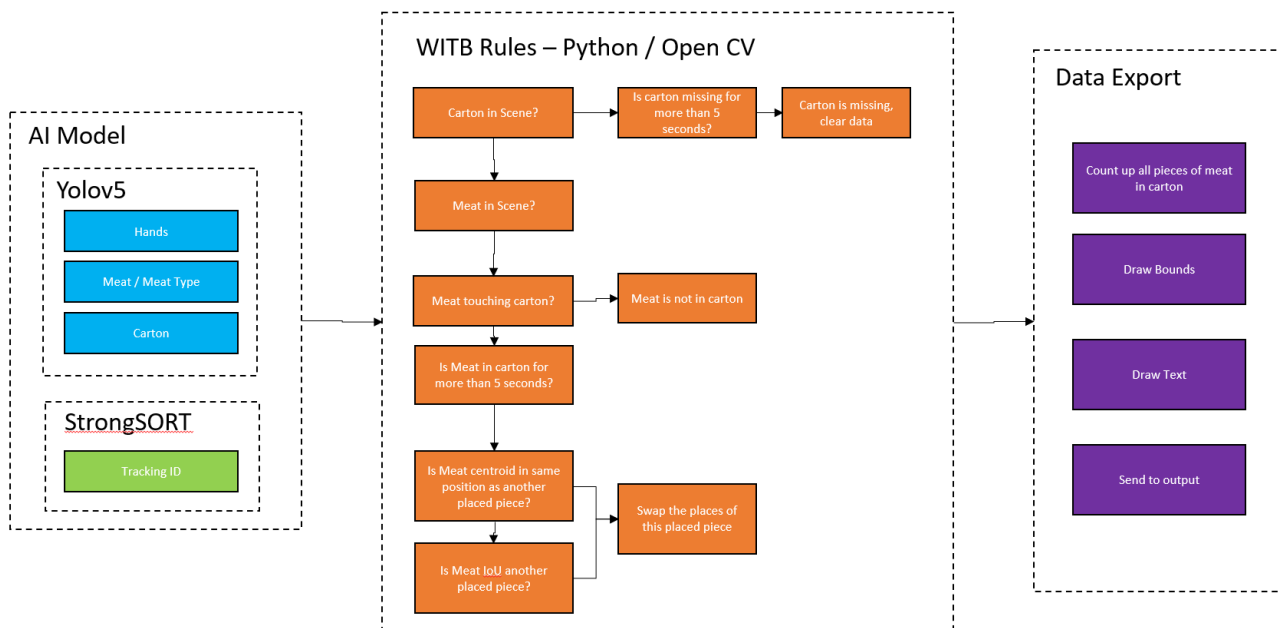 AI Model
Yolov5
Hands
Meat / Meat Type
Carton
StrongSORT
Tracking ID
WITB Rules – Python / Open CV
Carton in Scene?
Is carton missing for
more than 5
seconds?
Carton is missing,
clear data
Meat in Scene?
Meat touching carton?
Meat is not in carton
Is Meat in carton for
more than 5 seconds?
Is Meat centroid in same
position as another
placed piece?
Swap the places of
this placed piece
Is Meat IoU another
placed piece?
Data Export
Count up all pieces of meat
in carton
Draw Bounds
Draw Text
Send to output